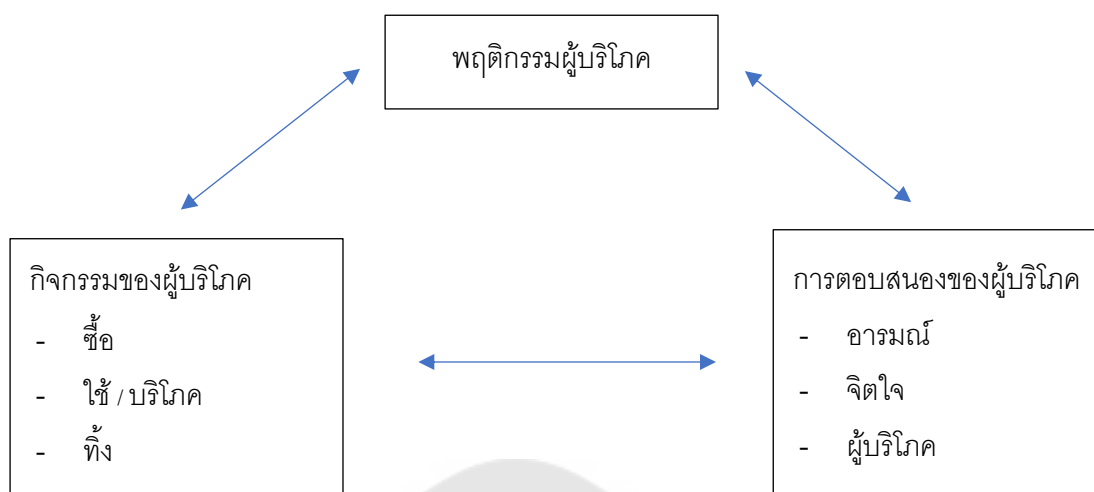 พฤติกรรมผู้บริโภค
กิจกรรมของผู้บริโภค
- ซื้อ
- ใช้ / บริโภค
- ทิ้ง
การตอบสนองของผู้บริโภค
- อารมณ์
- จิตใจ
- ผู้บริโภค